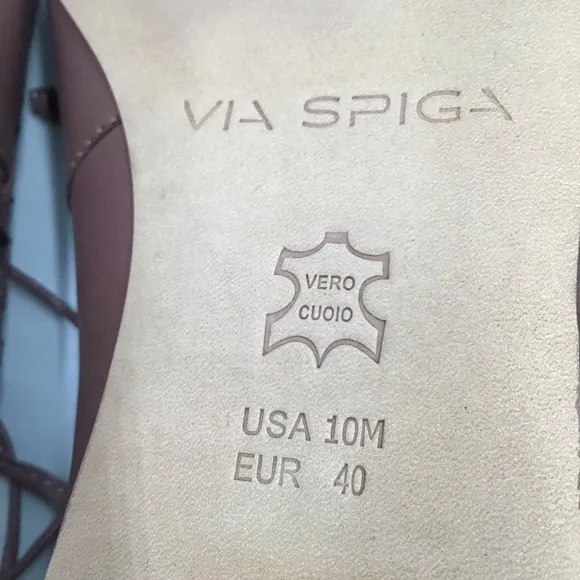 VIA SPIGA
VERO
CUOIO
USA 10M
EUR 40